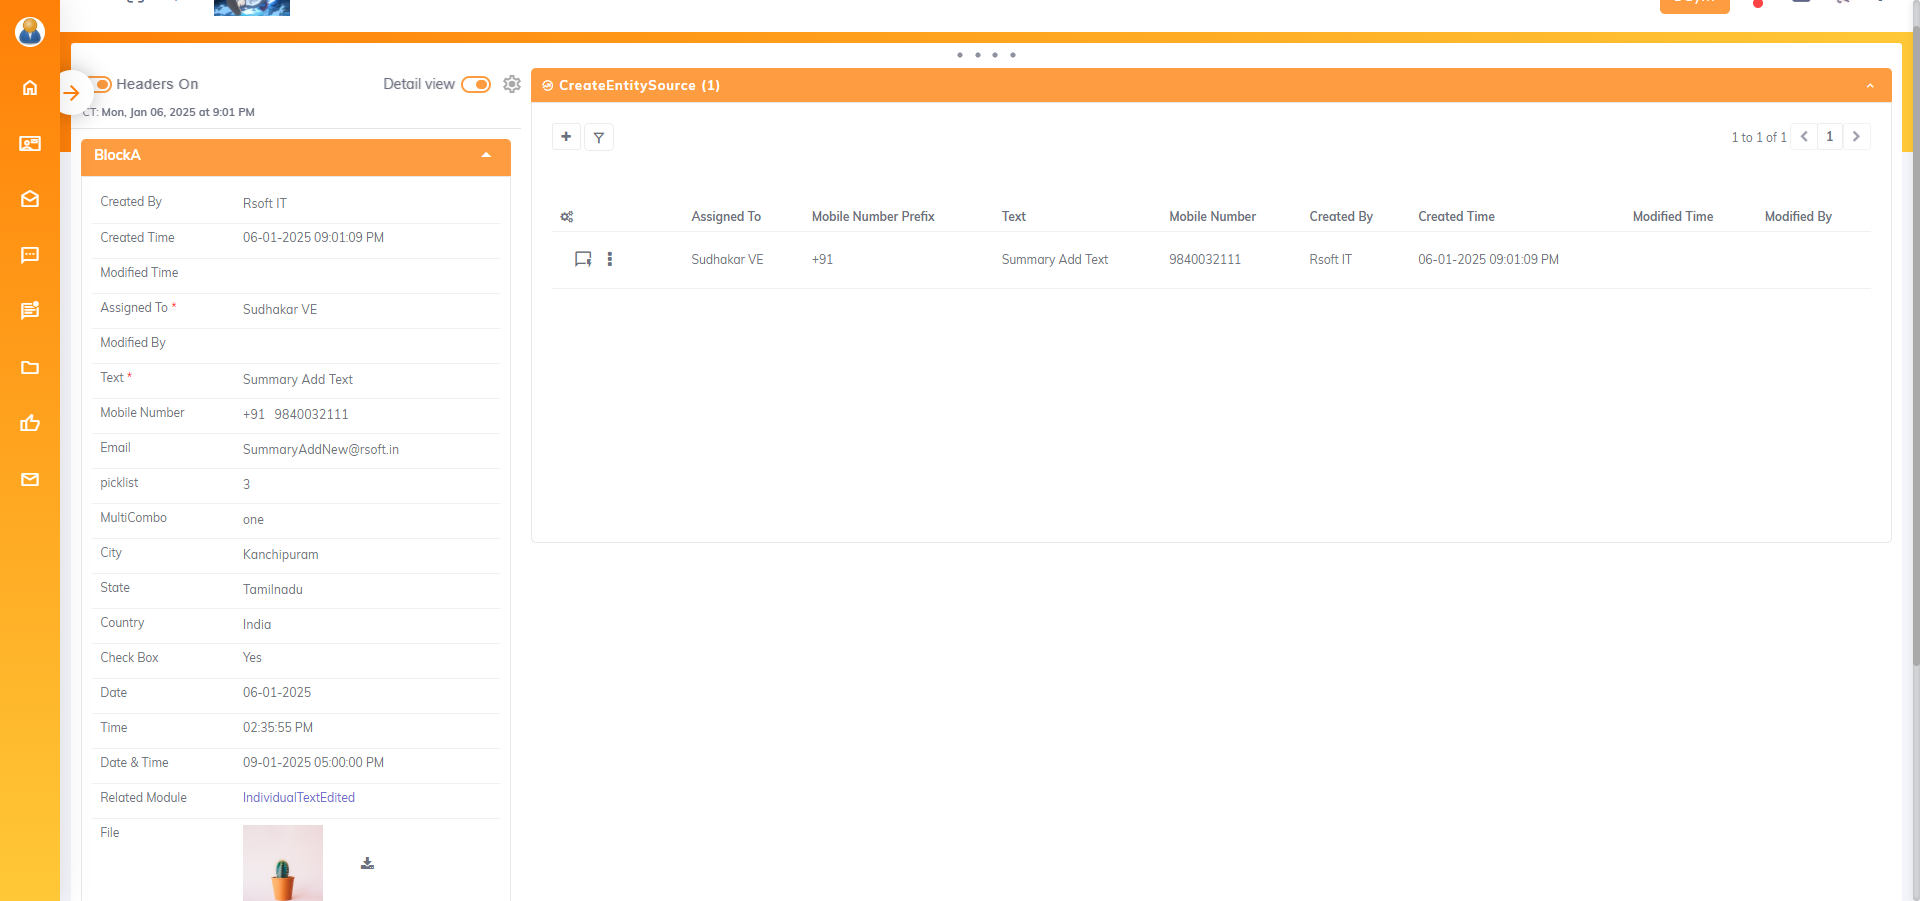 Headers On
Detail view
CT: Mon, Jan 06, 2025 at 9:01 PM
BlockA
Created By Rsoft IT
Created Time 06-01-2025 09:01:09 PM
Modified Time
Assigned To * Sudhakar VE
Modified By
Text * Summary Add Text
Mobile Number +91 9840032111
Email SummaryAddNew@rsoft.in
picklist 3
MultiCombo one
City Kanchipuram
State Tamilnadu
Country India
Check Box Yes
Date 06-01-2025
Time 02:35:55 PM
Date & Time 09-01-2025 05:00:00 PM
Related Module IndividualTextEdited
File
CreateEntitySource (1)
1 to 1 of 1 1
Assigned To Mobile Number Prefix Text Mobile Number Created By Created Time Modified Time Modified By
Sudhakar VE +91 Summary Add Text 9840032111 Rsoft IT 06-01-2025 09:01:09 PM